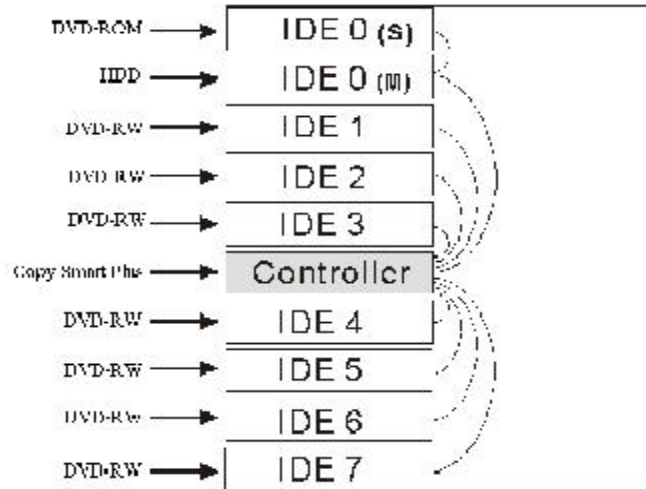 DVD-ROM IDE 0 (S)
HDD IDE 0 (M)
DVD-RW IDE 1
DVD-RW IDE 2
DVD-RW IDE 3
Copy Smart Plus Controller
DVD-RW IDE 4
DVD-RW IDE 5
DVD-RW IDE 6
DVD-RW IDE 7